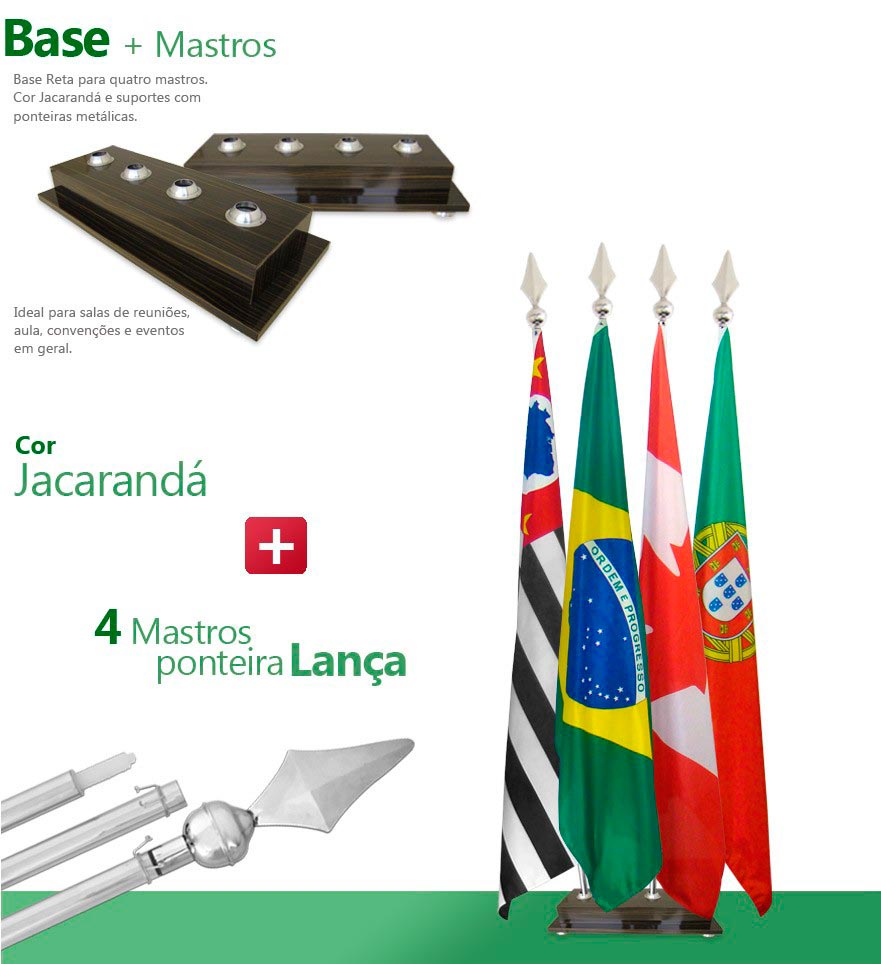 Base + Mastros
Base Reta para quatro mastros.
Cor Jacarandá e suportes com
ponteiras metálicas.
Ideal para salas de reuniões,
aula, convenções e eventos
em geral.
Cor
Jacarandá
4 Mastros
ponteira Lança
ORDEM E PROGRESSO